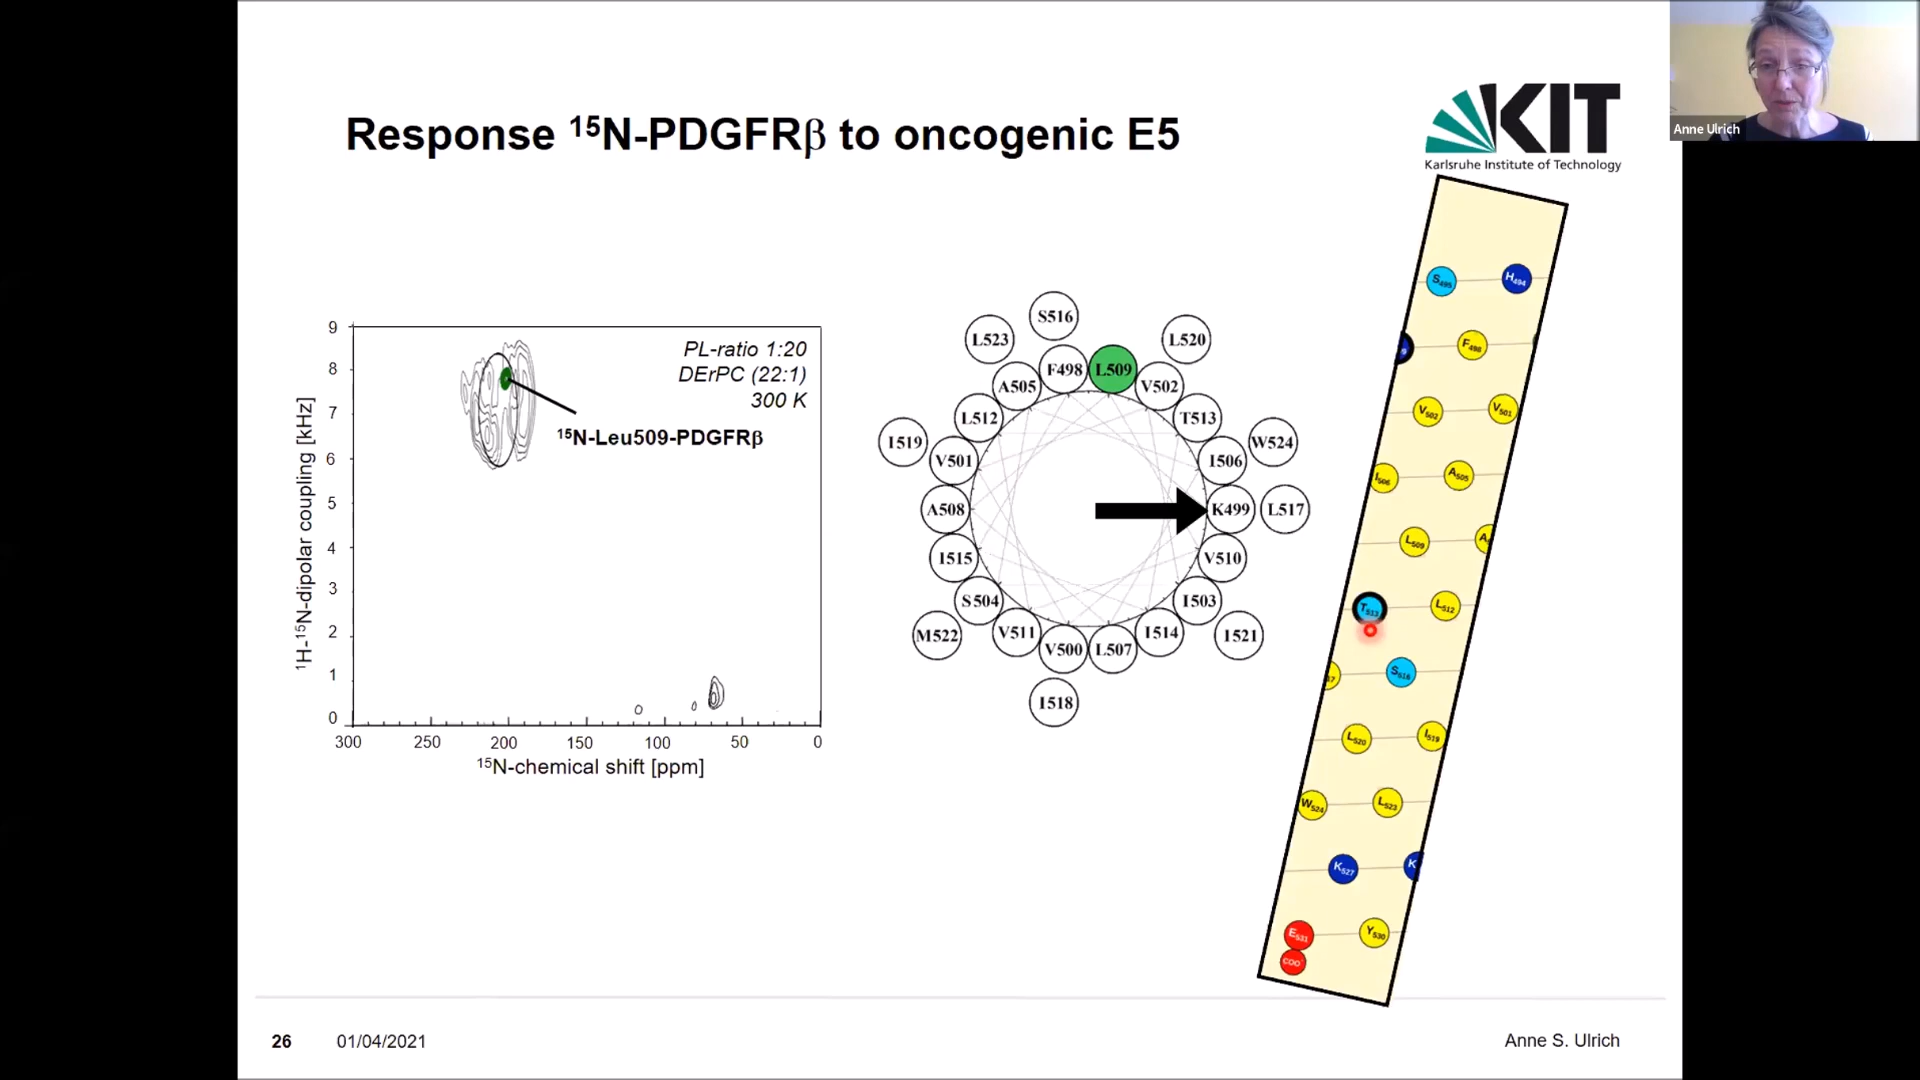 Response ¹⁵N-PDGFRβ to oncogenic E5
KIT
Karlsruhe Institute of Technology
Anne Ulrich
9
8
7
6
5
4
3
2
1
0
¹H-¹⁵N-dipolar coupling [kHz]
PL-ratio 1:20
DErPC (22:1)
300 K
¹⁵N-Leu509-PDGFRβ
300 250 200 150 100 50 0
¹⁵N-chemical shift [ppm]
S516
L523
L520
F498
L509
A505
V502
L512
T513
I519
V501
I506
W524
A508
K499
L517
I515
V510
S504
I503
M522
V511
V500
L507
I514
I521
I518
S495
H494
9
F498
V502
V501
I506
A505
L509
A
T513
L512
17
S516
L520
I519
W524
L523
K527
K
E531
Y530
COO
26
01/04/2021
Anne S. Ulrich